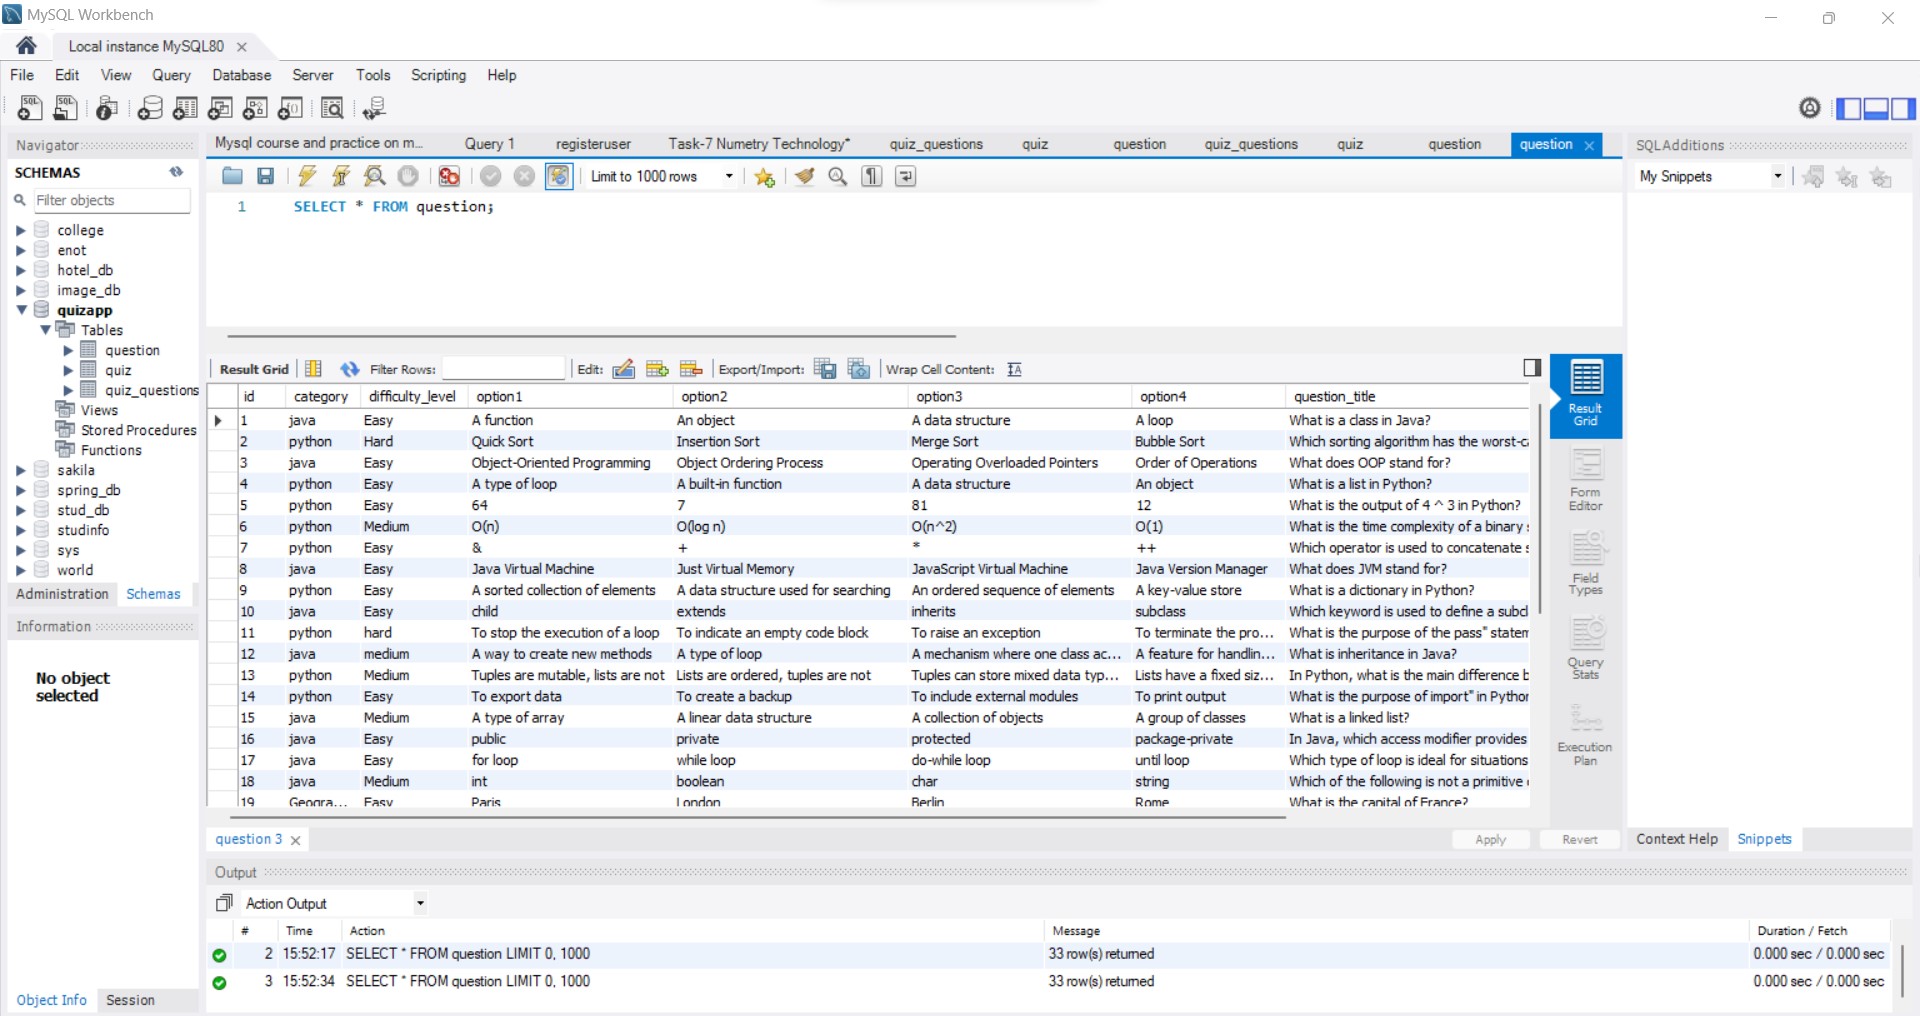 MySQL Workbench
Local instance MySQL80
File Edit View Query Database Server Tools Scripting Help
Navigator
SCHEMAS
Filter objects
college
enot
hotel_db
image_db
quizapp
Tables
question
quiz
quiz_questions
Views
Stored Procedures
Functions
sakila
spring_db
stud_db
studinfo
sys
world
Administration Schemas
Information
No object
selected
Object Info Session
Mysql course and practice on m... Query 1 registeruser Task-7 Numetry Technology* quiz_questions quiz question quiz_questions quiz question question
Limit to 1000 rows
1 SELECT * FROM question;
Result Grid Filter Rows: Edit: Export/Import: Wrap Cell Content:
id category difficulty_level option1 option2 option3 option4 question_title
1 java Easy A function An object A data structure A loop What is a class in Java?
2 python Hard Quick Sort Insertion Sort Merge Sort Bubble Sort Which sorting algorithm has the worst-ca
3 java Easy Object-Oriented Programming Object Ordering Process Operating Overloaded Pointers Order of Operations What does OOP stand for?
4 python Easy A type of loop A built-in function A data structure An object What is a list in Python?
5 python Easy 64 7 81 12 What is the output of 4 ^ 3 in Python?
6 python Medium O(n) O(log n) O(n^2) O(1) What is the time complexity of a binary
7 python Easy & + * ++ Which operator is used to concatenate
8 java Easy Java Virtual Machine Just Virtual Memory JavaScript Virtual Machine Java Version Manager What does JVM stand for?
9 python Easy A sorted collection of elements A data structure used for searching An ordered sequence of elements A key-value store What is a dictionary in Python?
10 java Easy child extends inherits subclass Which keyword is used to define a subcl
11 python hard To stop the execution of a loop To indicate an empty code block To raise an exception To terminate the pro... What is the purpose of the pass" statem
12 java medium A way to create new methods A type of loop A mechanism where one class ac... A feature for handlin... What is inheritance in Java?
13 python Medium Tuples are mutable, lists are not Lists are ordered, tuples are not Tuples can store mixed data typ... Lists have a fixed siz... In Python, what is the main difference b
14 python Easy To export data To create a backup To include external modules To print output What is the purpose of import" in Python
15 java Medium A type of array A linear data structure A collection of objects A group of classes What is a linked list?
16 java Easy public private protected package-private In Java, which access modifier provides
17 java Easy for loop while loop do-while loop until loop Which type of loop is ideal for situations
18 java Medium int boolean char string Which of the following is not a primitive
19 Geogra... Easy Paris London Berlin Rome What is the capital of France?
Result
Grid
Form
Editor
Field
Types
Query
Stats
Execution
Plan
question 3 Apply Revert
SQLAdditions
My Snippets
Context Help Snippets
Output
Action Output
# Time Action Message Duration / Fetch
2 15:52:17 SELECT * FROM question LIMIT 0, 1000 33 row(s) returned 0.000 sec / 0.000 sec
3 15:52:34 SELECT * FROM question LIMIT 0, 1000 33 row(s) returned 0.000 sec / 0.000 sec